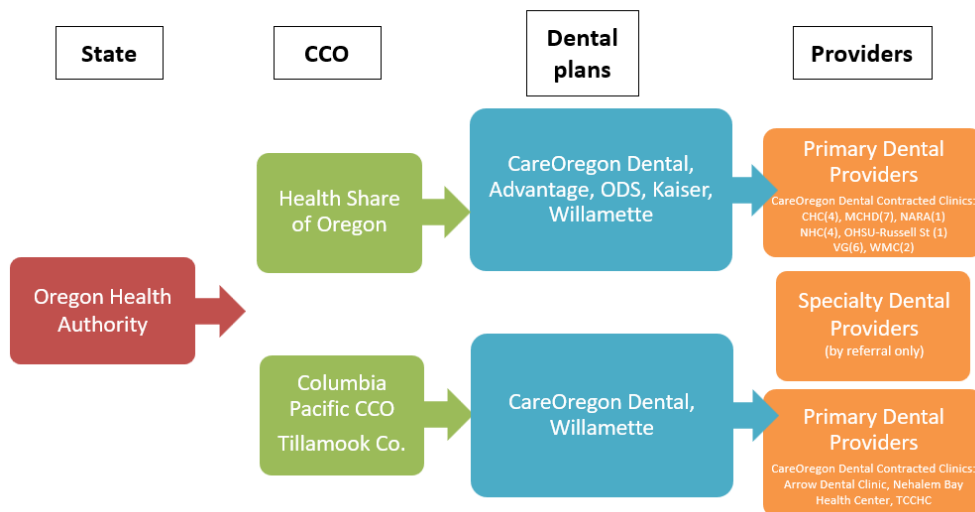 State
CCO
Dental
plans
Providers
Oregon Health
Authority
Health Share
of Oregon
CareOregon Dental,
Advantage, ODS, Kaiser,
Willamette
Primary Dental
Providers
CareOregon Dental Contracted Clinics:
CHC(4), MCHD(7), NARA(1)
NHC(4), OHSU-Russell St (1)
VG(6), WMC(2)
Specialty Dental
Providers
(by referral only)
Columbia
Pacific CCO
Tillamook Co.
CareOregon Dental,
Willamette
Primary Dental
Providers
CareOregon Dental Contracted Clinics:
Arrow Dental Clinic, Nehalem Bay
Health Center, TCCHC